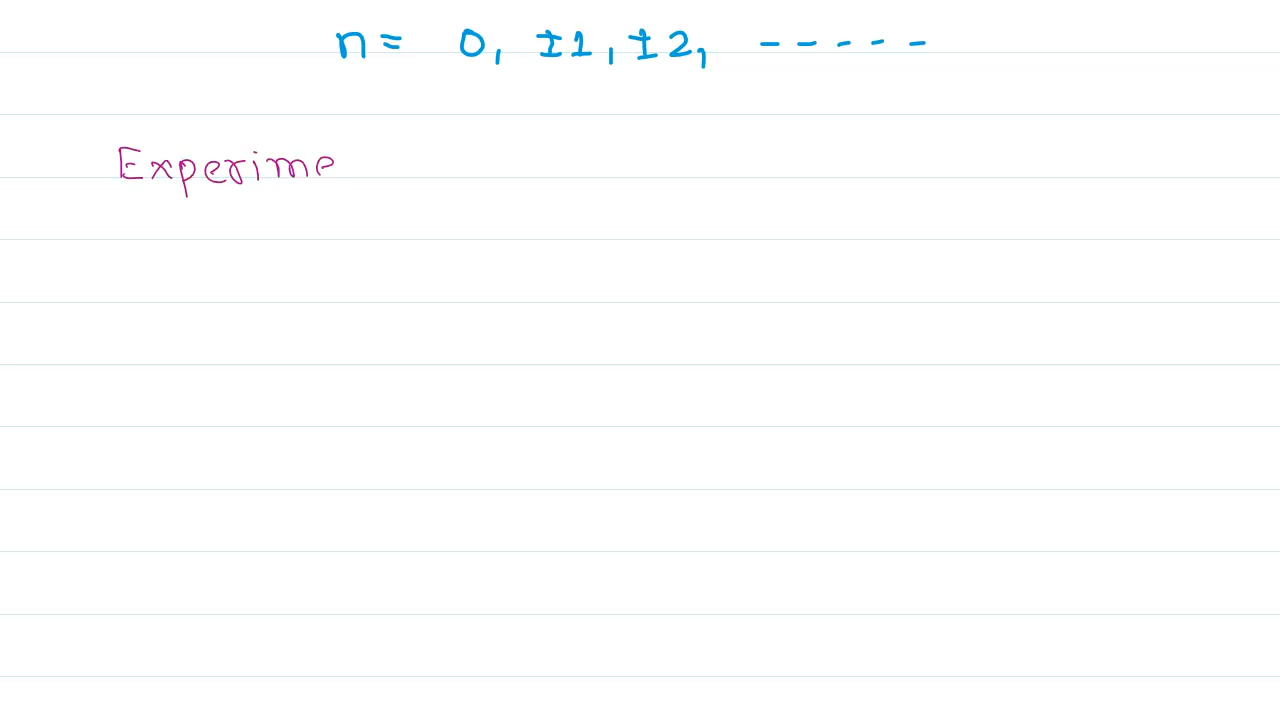 n = 0, ±1, ±2, -----
Experime